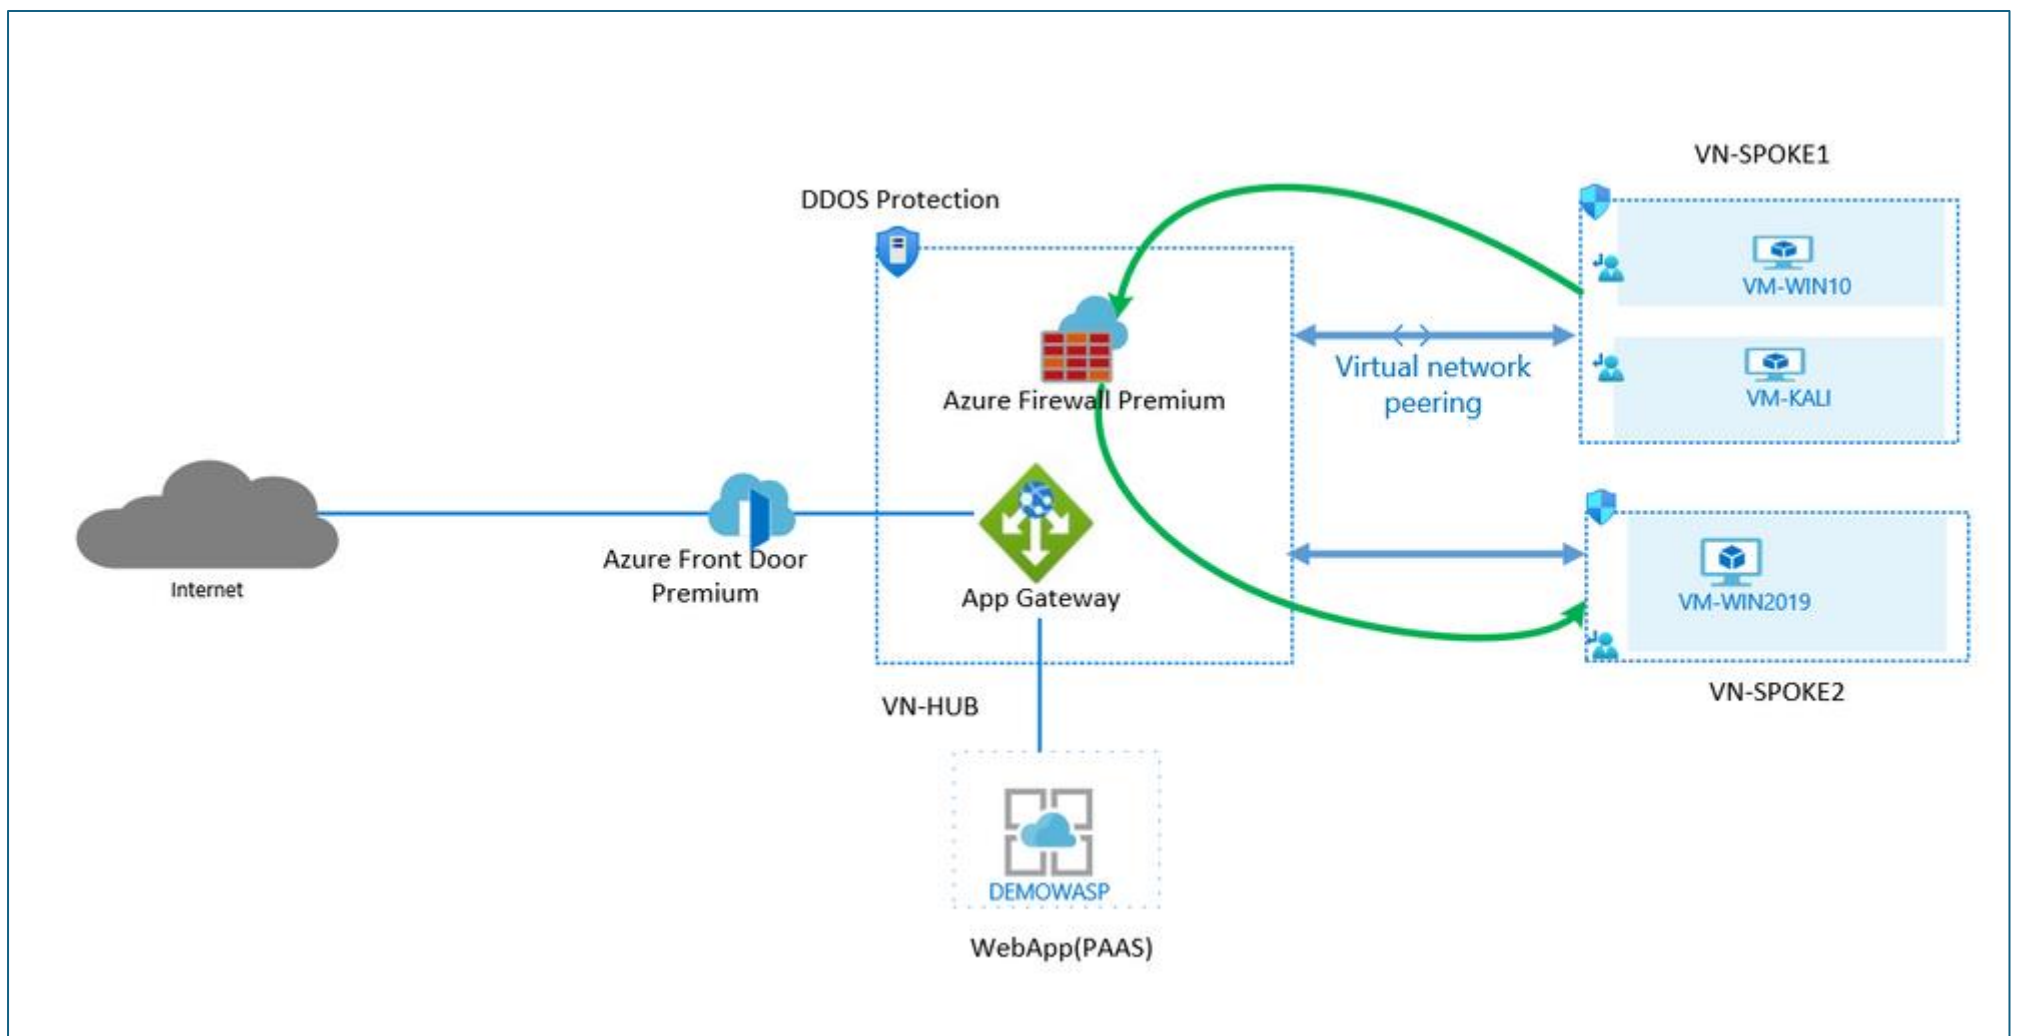 VN-SPOKE1
DDOS Protection
VM-WIN10
Virtual network
peering
VM-KALI
Azure Firewall Premium
Internet
Azure Front Door
Premium
App Gateway
VM-WIN2019
VN-SPOKE2
VN-HUB
DEMOWASP
WebApp(PAAS)